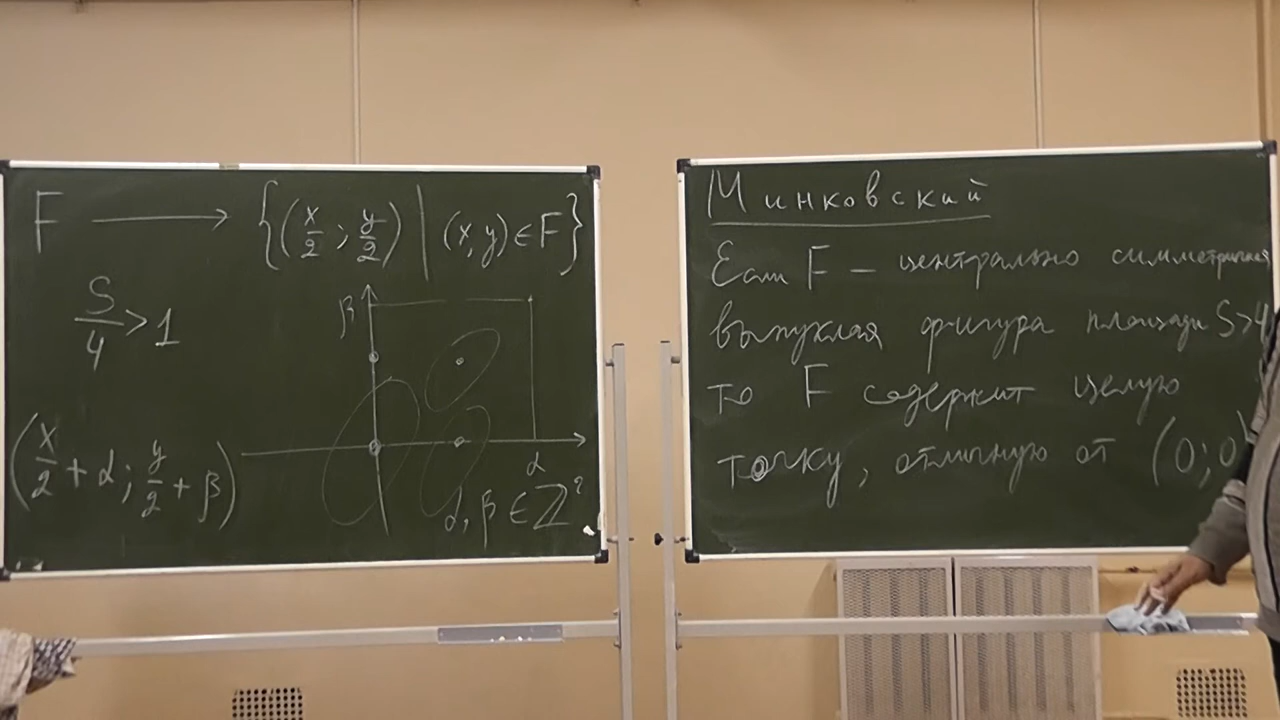 F ⟶ {(x/2 ; y/2) | (x, y) ∈ F}
S/4 > 1
β
α
(x/2 + α ; y/2 + β)
α, β ∈ ℤ²
Минковский
Если F — центрально симметричная
выпуклая фигура площади S>4
то F содержит целую
точку, отличную от (0;0)